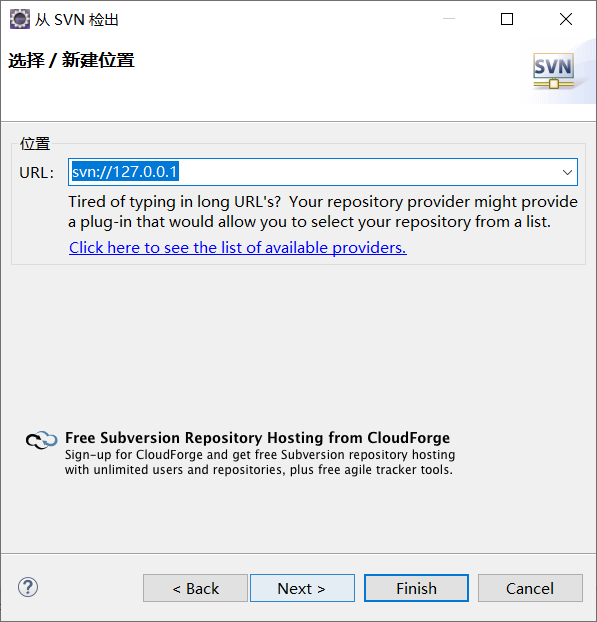 从 SVN 检出
选择 / 新建位置
SVN
位置
URL:
svn://127.0.0.1
Tired of typing in long URL's?  Your repository provider might provide
a plug-in that would allow you to select your repository from a list.
Click here to see the list of available providers.
Free Subversion Repository Hosting from CloudForge
Sign-up for CloudForge and get free Subversion repository hosting
with unlimited users and repositories, plus free agile tracker tools.
?
< Back
Next >
Finish
Cancel